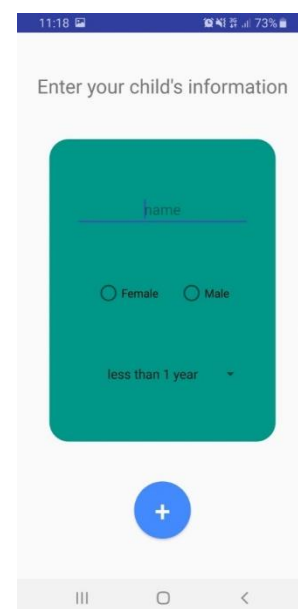 11:18 73%
Enter your child's information
name
Female Male
less than 1 year
+